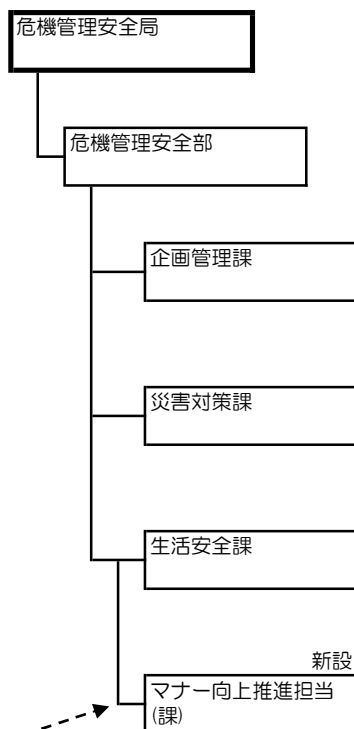 危機管理安全局
危機管理安全部
企画管理課
災害対策課
生活安全課
新設
マナー向上推進担当
(課)